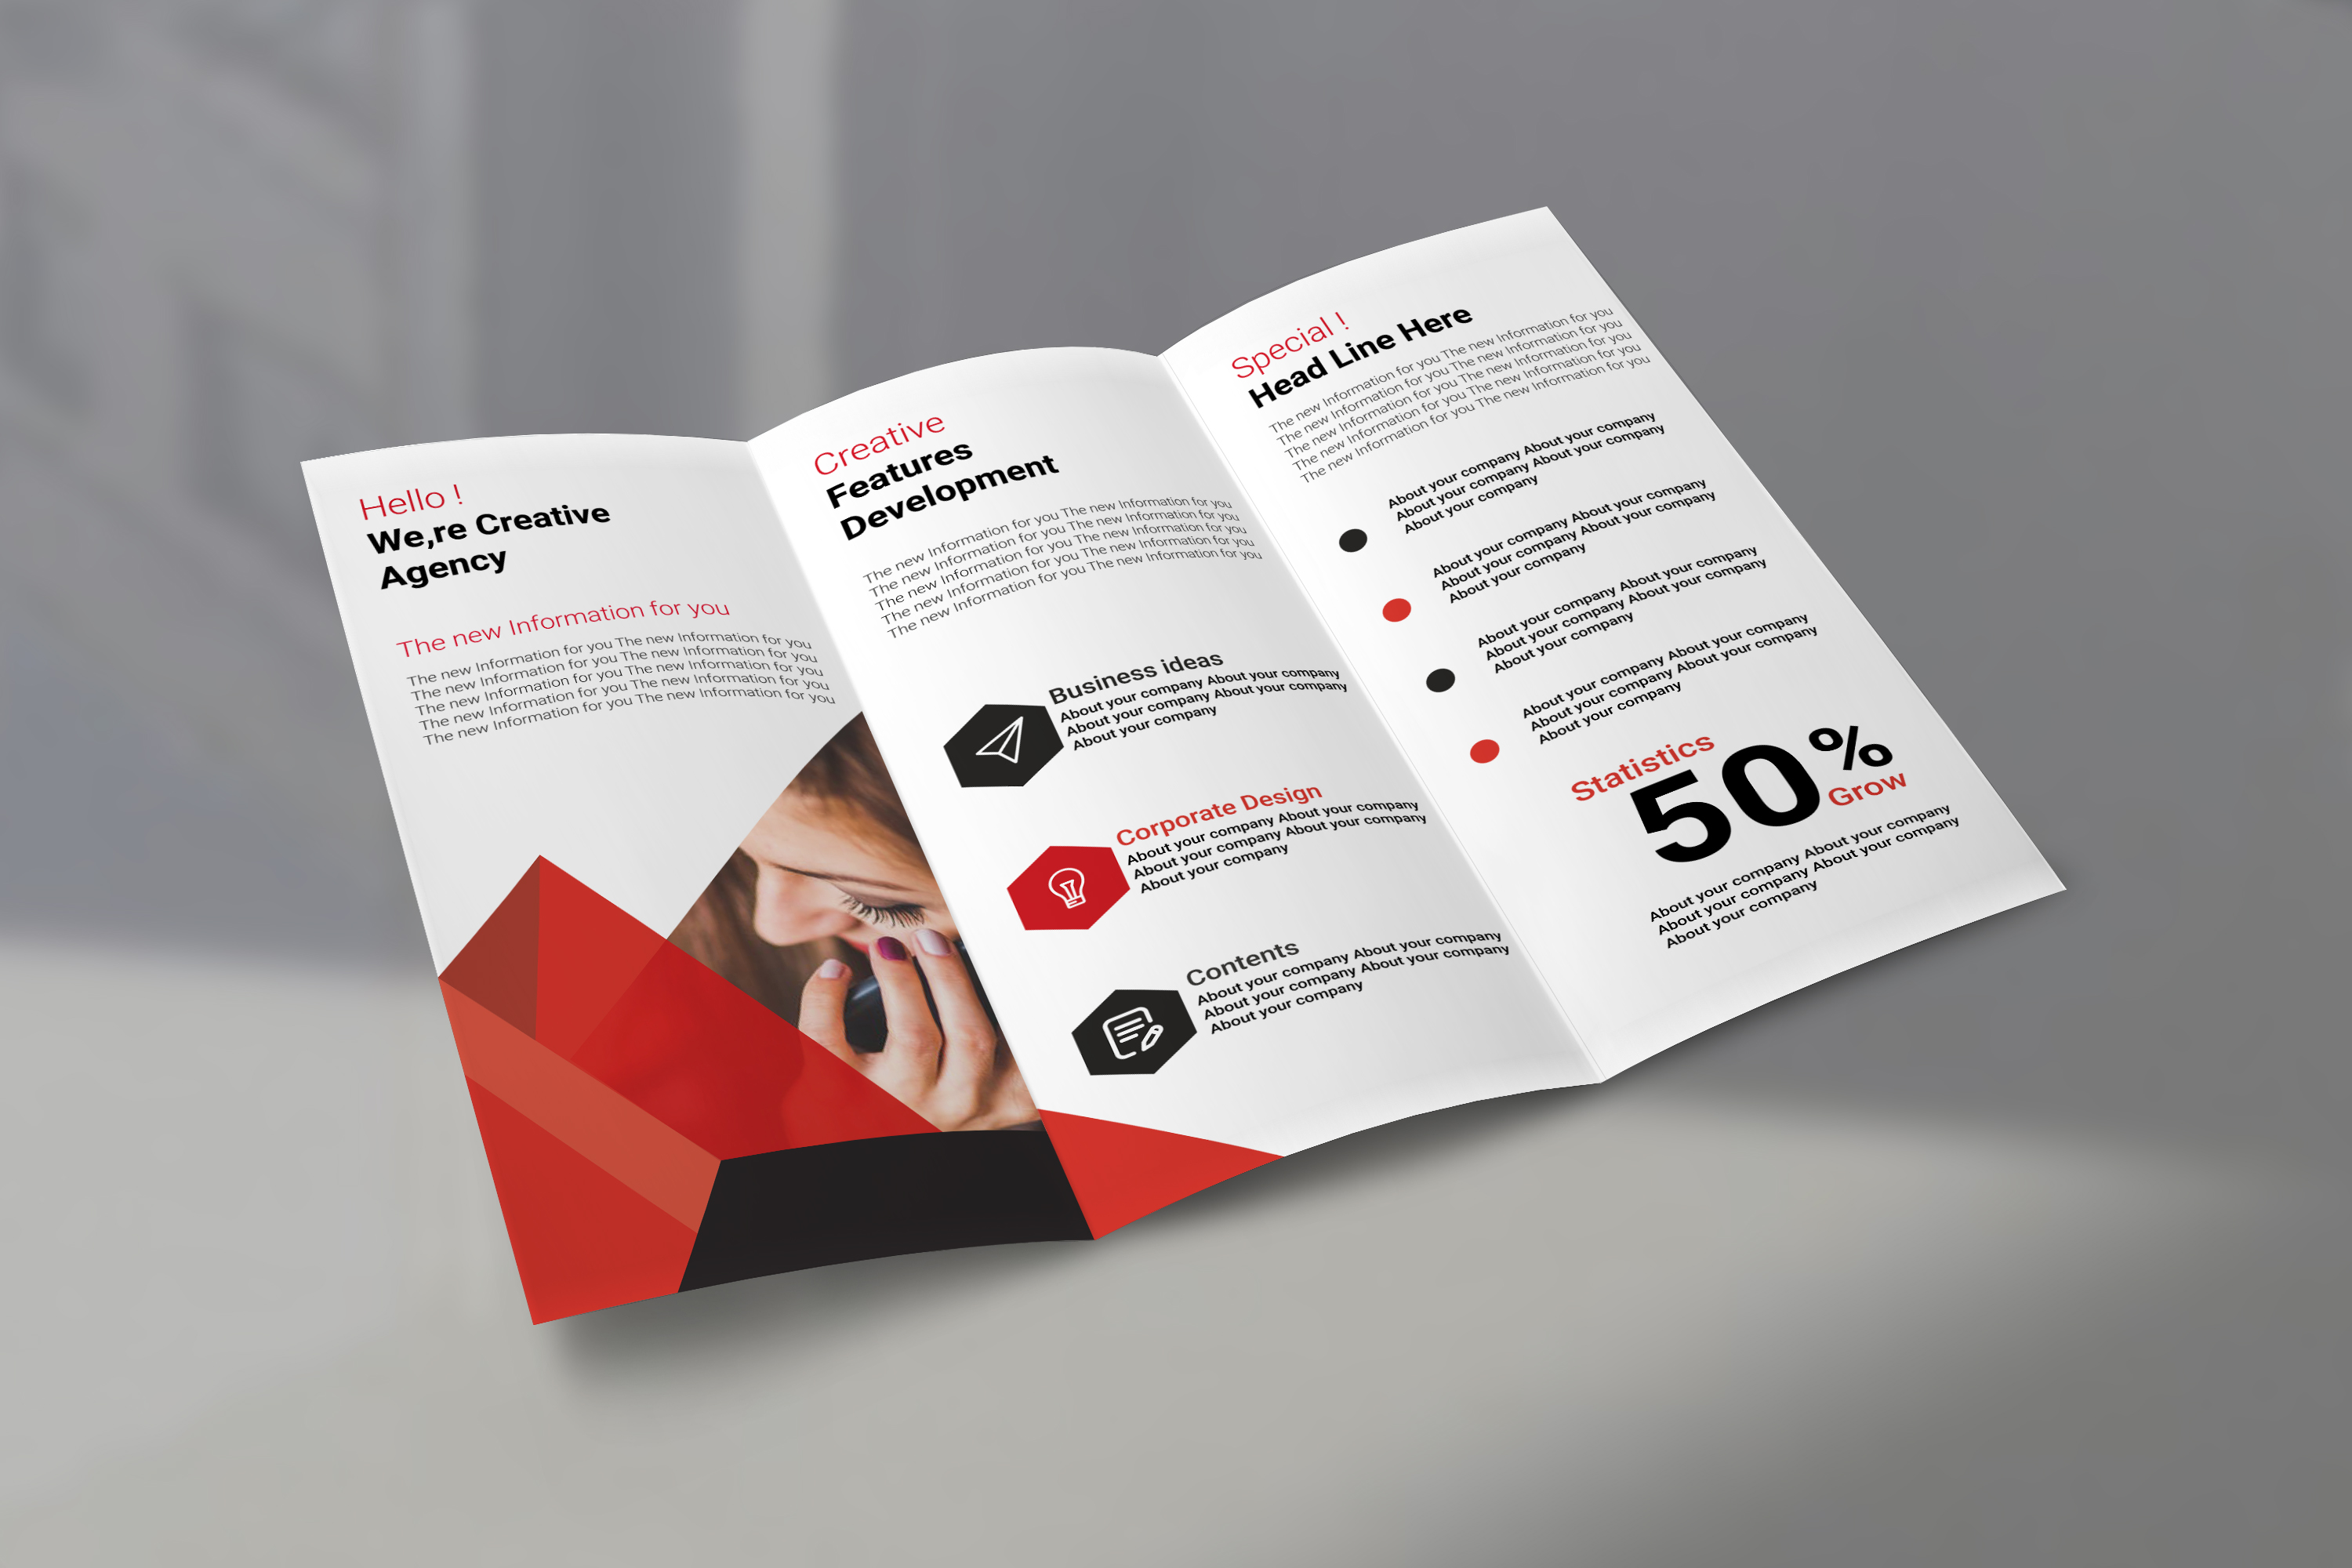 Hello !
We,re Creative
Agency
The new Information for you
The new Information for you The new Information for you
The new Information for you The new Information for you
The new Information for you The new Information for you
The new Information for you The new Information for you
The new Information for you The new Information for you
Creative
Features
Development
The new Information for you The new Information for you
The new Information for you The new Information for you
The new Information for you The new Information for you
The new Information for you The new Information for you
The new Information for you The new Information for you
Business ideas
About your company About your company
About your company About your company
About your company
Corporate Design
About your company About your company
About your company About your company
About your company
Contents
About your company About your company
About your company About your company
About your company
Special !
Head Line Here
The new Information for you The new Information for you
The new Information for you The new Information for you
The new Information for you The new Information for you
The new Information for you The new Information for you
The new Information for you The new Information for you
About your company About your company
About your company About your company
About your company
About your company About your company
About your company About your company
About your company
About your company About your company
About your company About your company
About your company
About your company About your company
About your company About your company
About your company
Statistics
50%
Grow
About your company About your company
About your company About your company
About your company